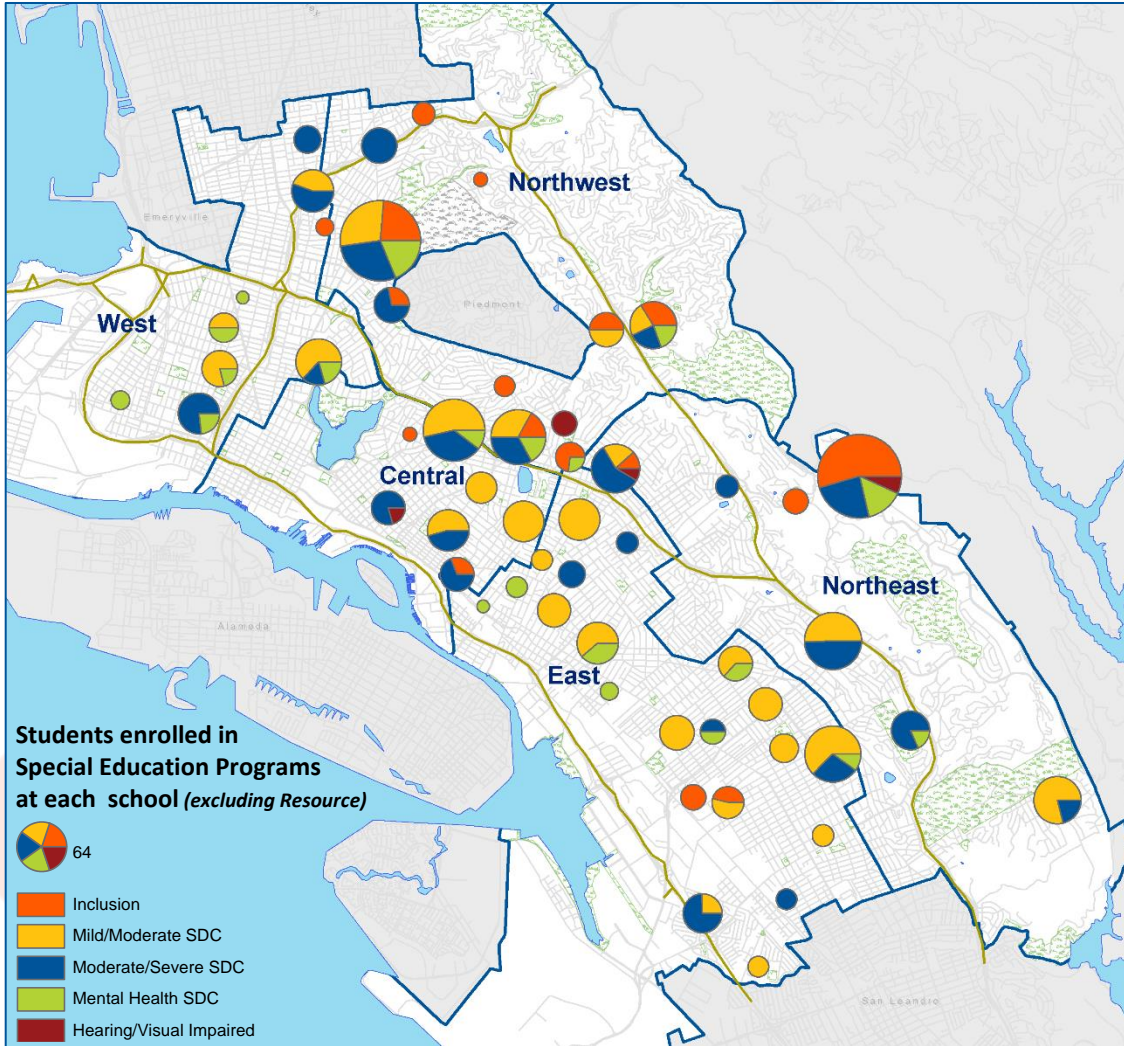 Northwest
Emeryville
Piedmont
West
Central
Northeast
Alameda
East
Students enrolled in
Special Education Programs
at each school (excluding Resource)
64
Inclusion
Mild/Moderate SDC
Moderate/Severe SDC
Mental Health SDC
Hearing/Visual Impaired
San Leandro